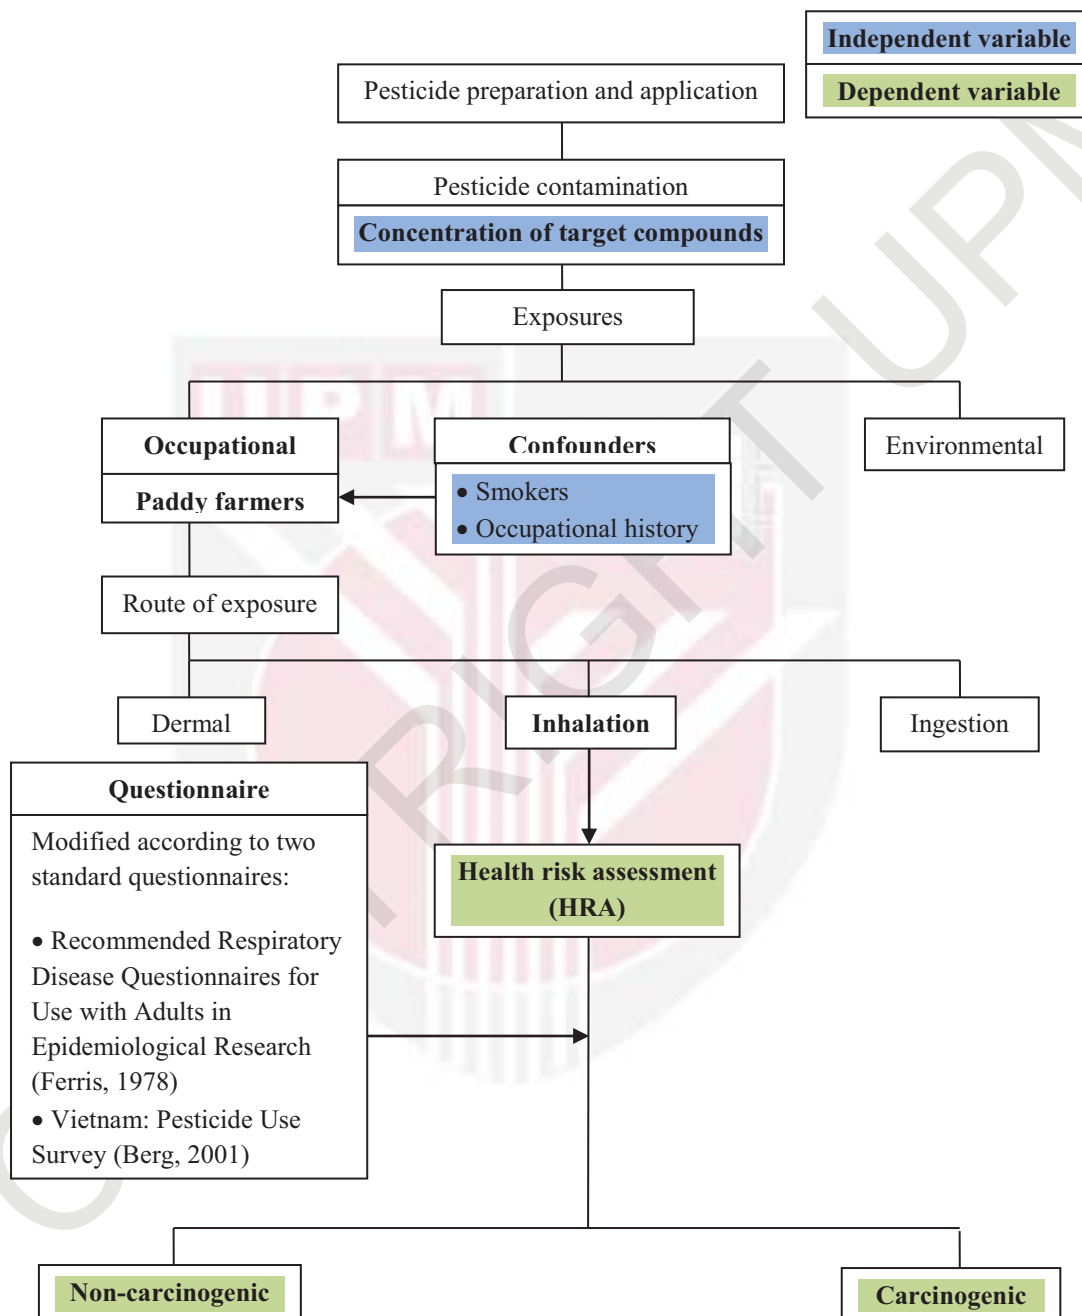 Independent variable
Dependent variable
Pesticide preparation and application
Pesticide contamination
Concentration of target compounds
Exposures
Occupational
Paddy farmers
Confounders
• Smokers
• Occupational history
Environmental
Route of exposure
Dermal
Inhalation
Ingestion
Questionnaire
Modified according to two
standard questionnaires:
• Recommended Respiratory
Disease Questionnaires for
Use with Adults in
Epidemiological Research
(Ferris, 1978)
• Vietnam: Pesticide Use
Survey (Berg, 2001)
Health risk assessment
(HRA)
Non-carcinogenic
Carcinogenic
UPM
RIGHT UPM